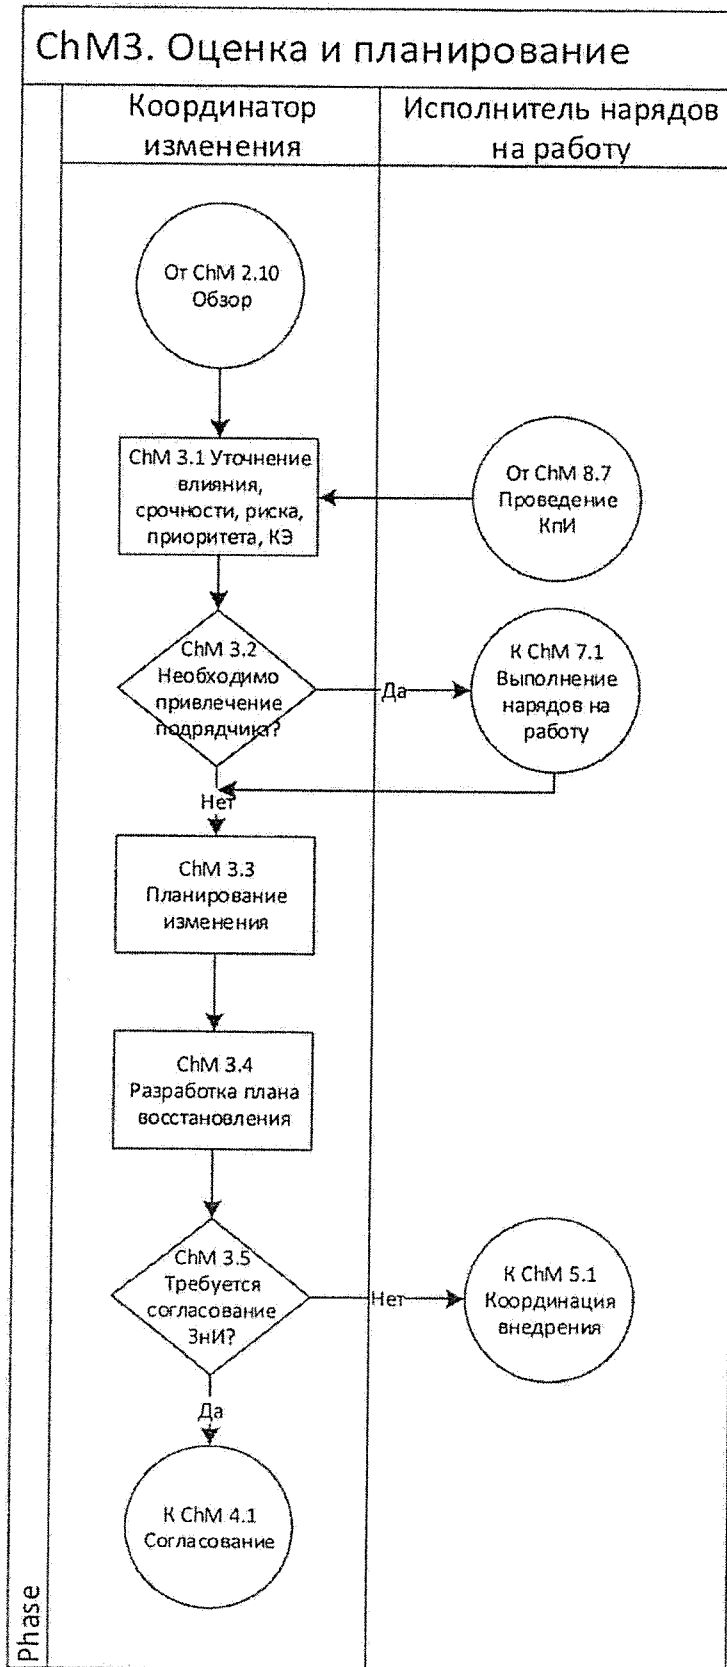 ChM3. Оценка и планирование
Координатор
изменения
Исполнитель нарядов
на работу
От ChM 2.10
Обзор
ChM 3.1 Уточнение
влияния,
срочности, риска,
приоритета, КЭ
От ChM 8.7
Проведение
КпИ
ChM 3.2
Необходимо
привлечение
подрядчика?
Да
К ChM 7.1
Выполнение
нарядов на
работу
Нет
ChM 3.3
Планирование
изменения
ChM 3.4
Разработка плана
восстановления
ChM 3.5
Требуется
согласование
ЗнИ?
Нет
К ChM 5.1
Координация
внедрения
Да
К ChM 4.1
Согласование
Phase